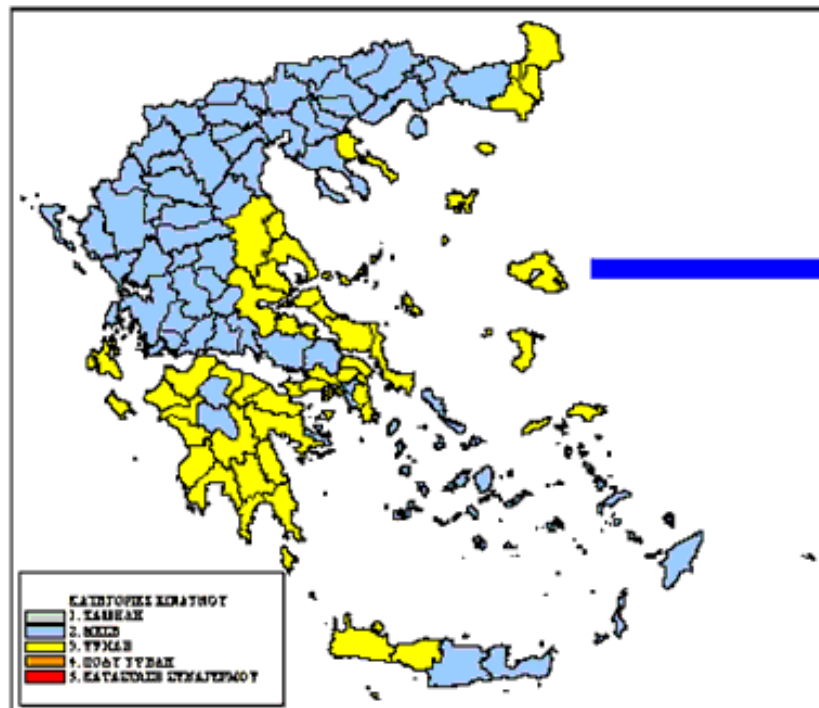 ΚΑΤΗΓΟΡΙΕΣ ΚΙΝΔΥΝΟΥ
1. ΧΑΜΗΛΗ
2. ΜΕΣΗ
3. ΥΨΗΛΗ
4. ΠΟΛΥ ΥΨΗΛΗ
5. ΚΑΤΑΣΤΑΣΗ ΣΥΝΑΓΕΡΜΟΥ